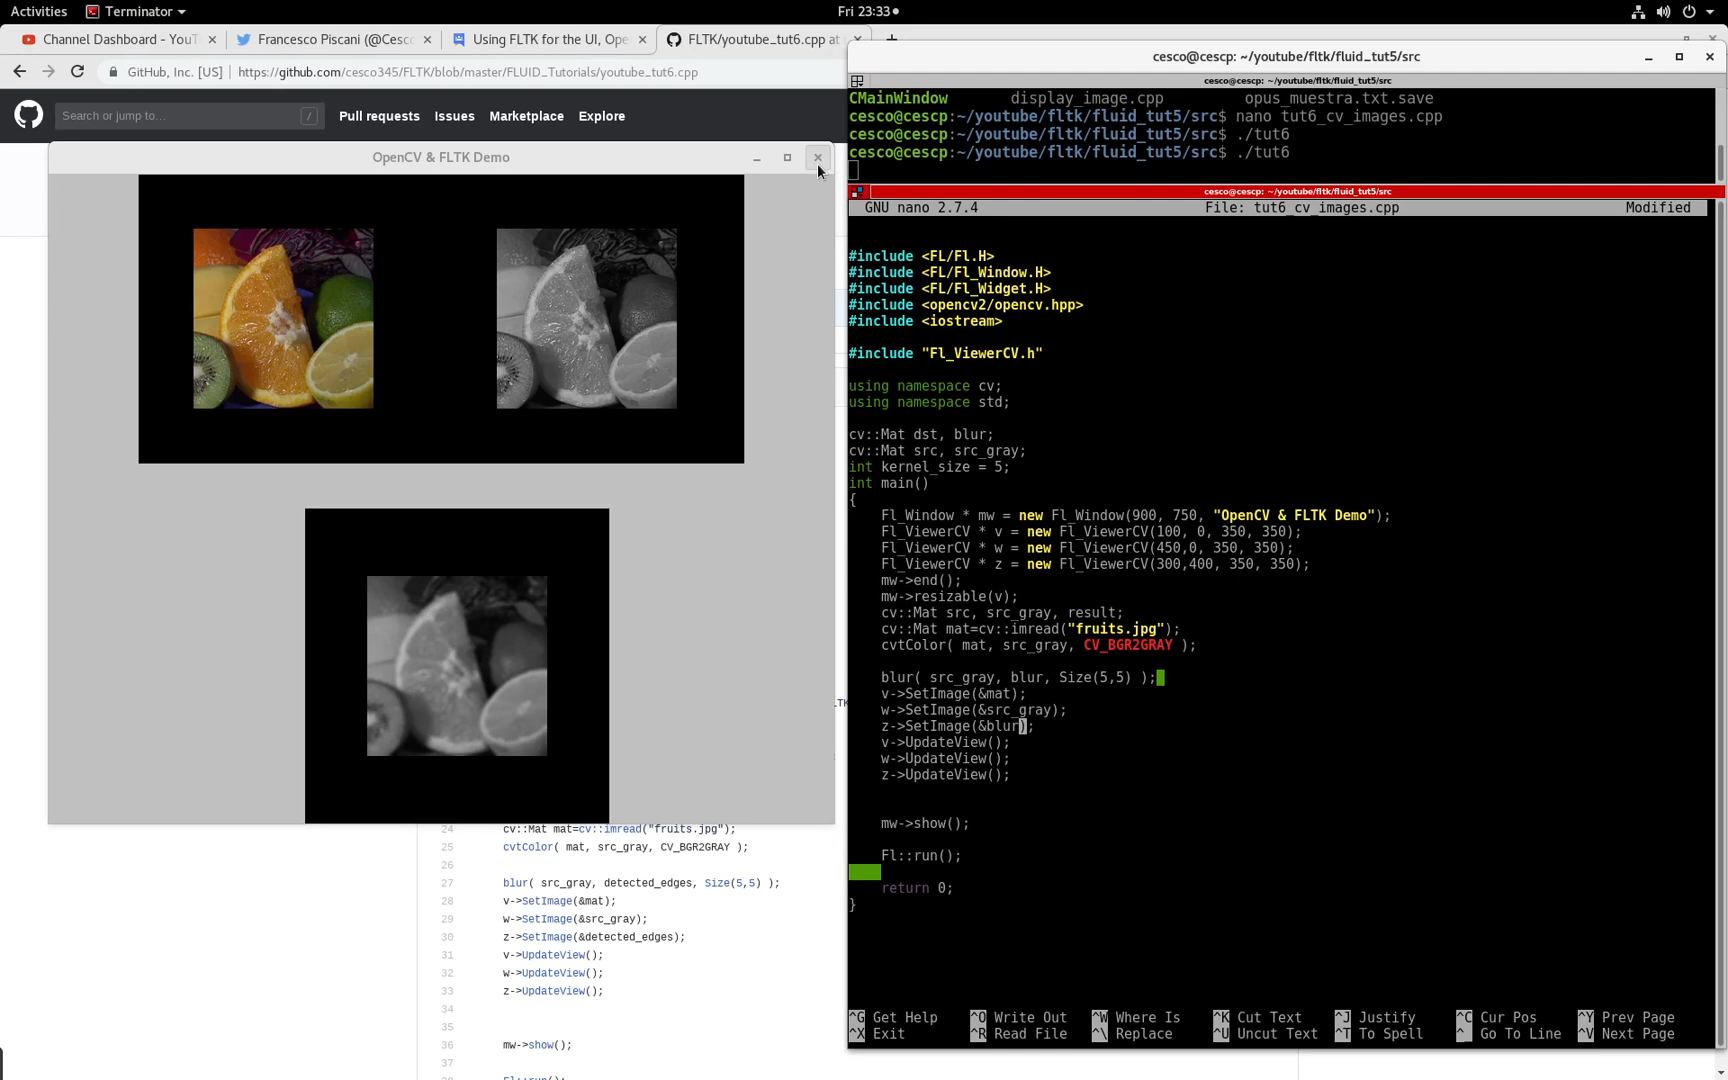 Activities Terminator Fri 23:33
Channel Dashboard - YouT Francesco Piscani (@Cesco Using FLTK for the UI, Ope FLTK/youtube_tut6.cpp at
GitHub, Inc. [US] https://github.com/cesco345/FLTK/blob/master/FLUID_Tutorials/youtube_tut6.cpp
Search or jump to... / Pull requests Issues Marketplace Explore
OpenCV & FLTK Demo
24 cv::Mat mat=cv::imread("fruits.jpg");
25 cvtColor( mat, src_gray, CV_BGR2GRAY );
26
27 blur( src_gray, detected_edges, Size(5,5) );
28 v->SetImage(&mat);
29 w->SetImage(&src_gray);
30 z->SetImage(&detected_edges);
31 v->UpdateView();
32 w->UpdateView();
33 z->UpdateView();
34
35
36 mw->show();
37
cesco@cescp: ~/youtube/fltk/fluid_tut5/src
cesco@cescp: ~/youtube/fltk/fluid_tut5/src
CMainWindow display_image.cpp opus_muestra.txt.save
cesco@cescp:~/youtube/fltk/fluid_tut5/src$ nano tut6_cv_images.cpp
cesco@cescp:~/youtube/fltk/fluid_tut5/src$ ./tut6
cesco@cescp:~/youtube/fltk/fluid_tut5/src$ ./tut6
cesco@cescp: ~/youtube/fltk/fluid_tut5/src
GNU nano 2.7.4 File: tut6_cv_images.cpp Modified
#include <FL/Fl.H>
#include <FL/Fl_Window.H>
#include <FL/Fl_Widget.H>
#include <opencv2/opencv.hpp>
#include <iostream>
#include "Fl_ViewerCV.h"
using namespace cv;
using namespace std;
cv::Mat dst, blur;
cv::Mat src, src_gray;
int kernel_size = 5;
int main()
{
Fl_Window * mw = new Fl_Window(900, 750, "OpenCV & FLTK Demo");
Fl_ViewerCV * v = new Fl_ViewerCV(100, 0, 350, 350);
Fl_ViewerCV * w = new Fl_ViewerCV(450,0, 350, 350);
Fl_ViewerCV * z = new Fl_ViewerCV(300,400, 350, 350);
mw->end();
mw->resizable(v);
cv::Mat src, src_gray, result;
cv::Mat mat=cv::imread("fruits.jpg");
cvtColor( mat, src_gray, CV_BGR2GRAY );
blur( src_gray, blur, Size(5,5) );
v->SetImage(&mat);
w->SetImage(&src_gray);
z->SetImage(&blur);
v->UpdateView();
w->UpdateView();
z->UpdateView();
mw->show();
Fl::run();
return 0;
}
^G Get Help ^O Write Out ^W Where Is ^K Cut Text ^J Justify ^C Cur Pos ^Y Prev Page
^X Exit ^R Read File ^\ Replace ^U Uncut Text ^T To Spell ^_ Go To Line ^V Next Page